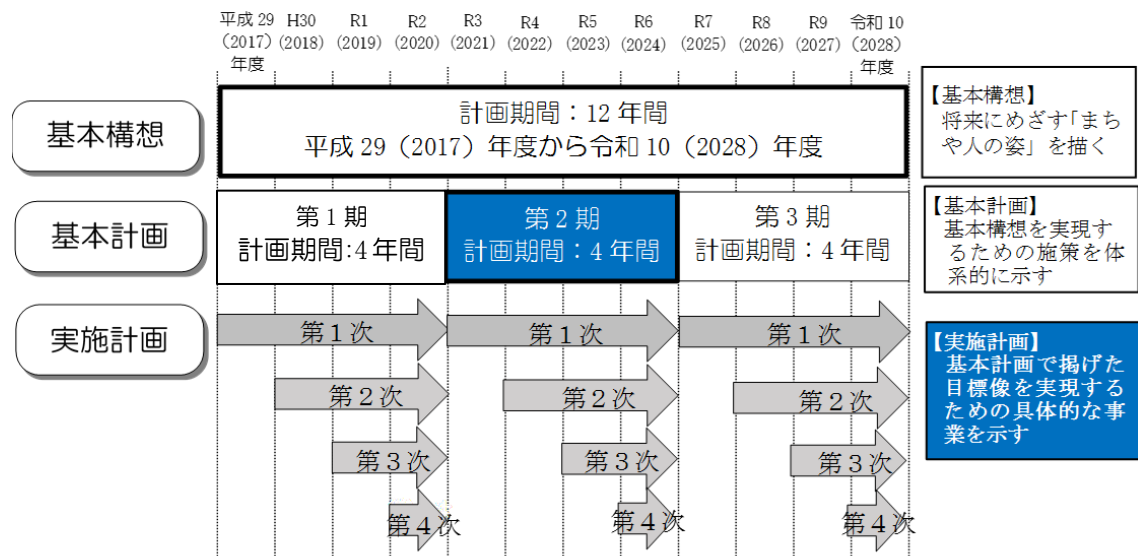 平成 29 H30 R1 R2 R3 R4 R5 R6 R7 R8 R9 令和 10
（2017） (2018) (2019) (2020) (2021) (2022) (2023) (2024) (2025) (2026) (2027) （2028）
年度 年度
基本構想
計画期間：12 年間
平成 29（2017）年度から令和 10（2028）年度
【基本構想】
将来にめざす「まち
や人の姿」を描く
基本計画
第１期
計画期間:４年間
第２期
計画期間：４年間
第３期
計画期間：４年間
【基本計画】
基本構想を実現す
るための施策を体
系的に示す
実施計画
第１次 第１次 第１次
第２次 第２次 第２次
第３次 第３次 第３次
第４次 第４次 第４次
【実施計画】
基本計画で掲げた
目標像を実現する
ための具体的な事
業を示す